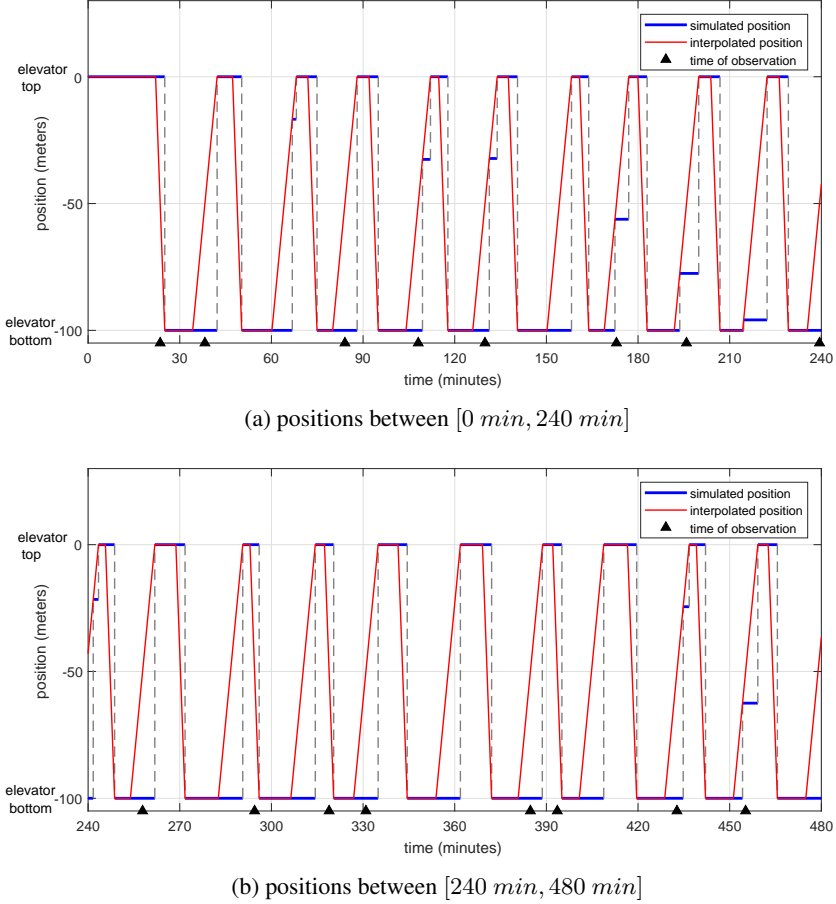 simulated position
interpolated position
time of observation
elevator
top
0
-50
position (meters)
elevator
bottom
-100
0 30 60 90 120 150 180 210 240
time (minutes)
(a) positions between [0 min, 240 min]
simulated position
interpolated position
time of observation
elevator
top
0
-50
position (meters)
elevator
bottom
-100
240 270 300 330 360 390 420 450 480
time (minutes)
(b) positions between [240 min, 480 min]